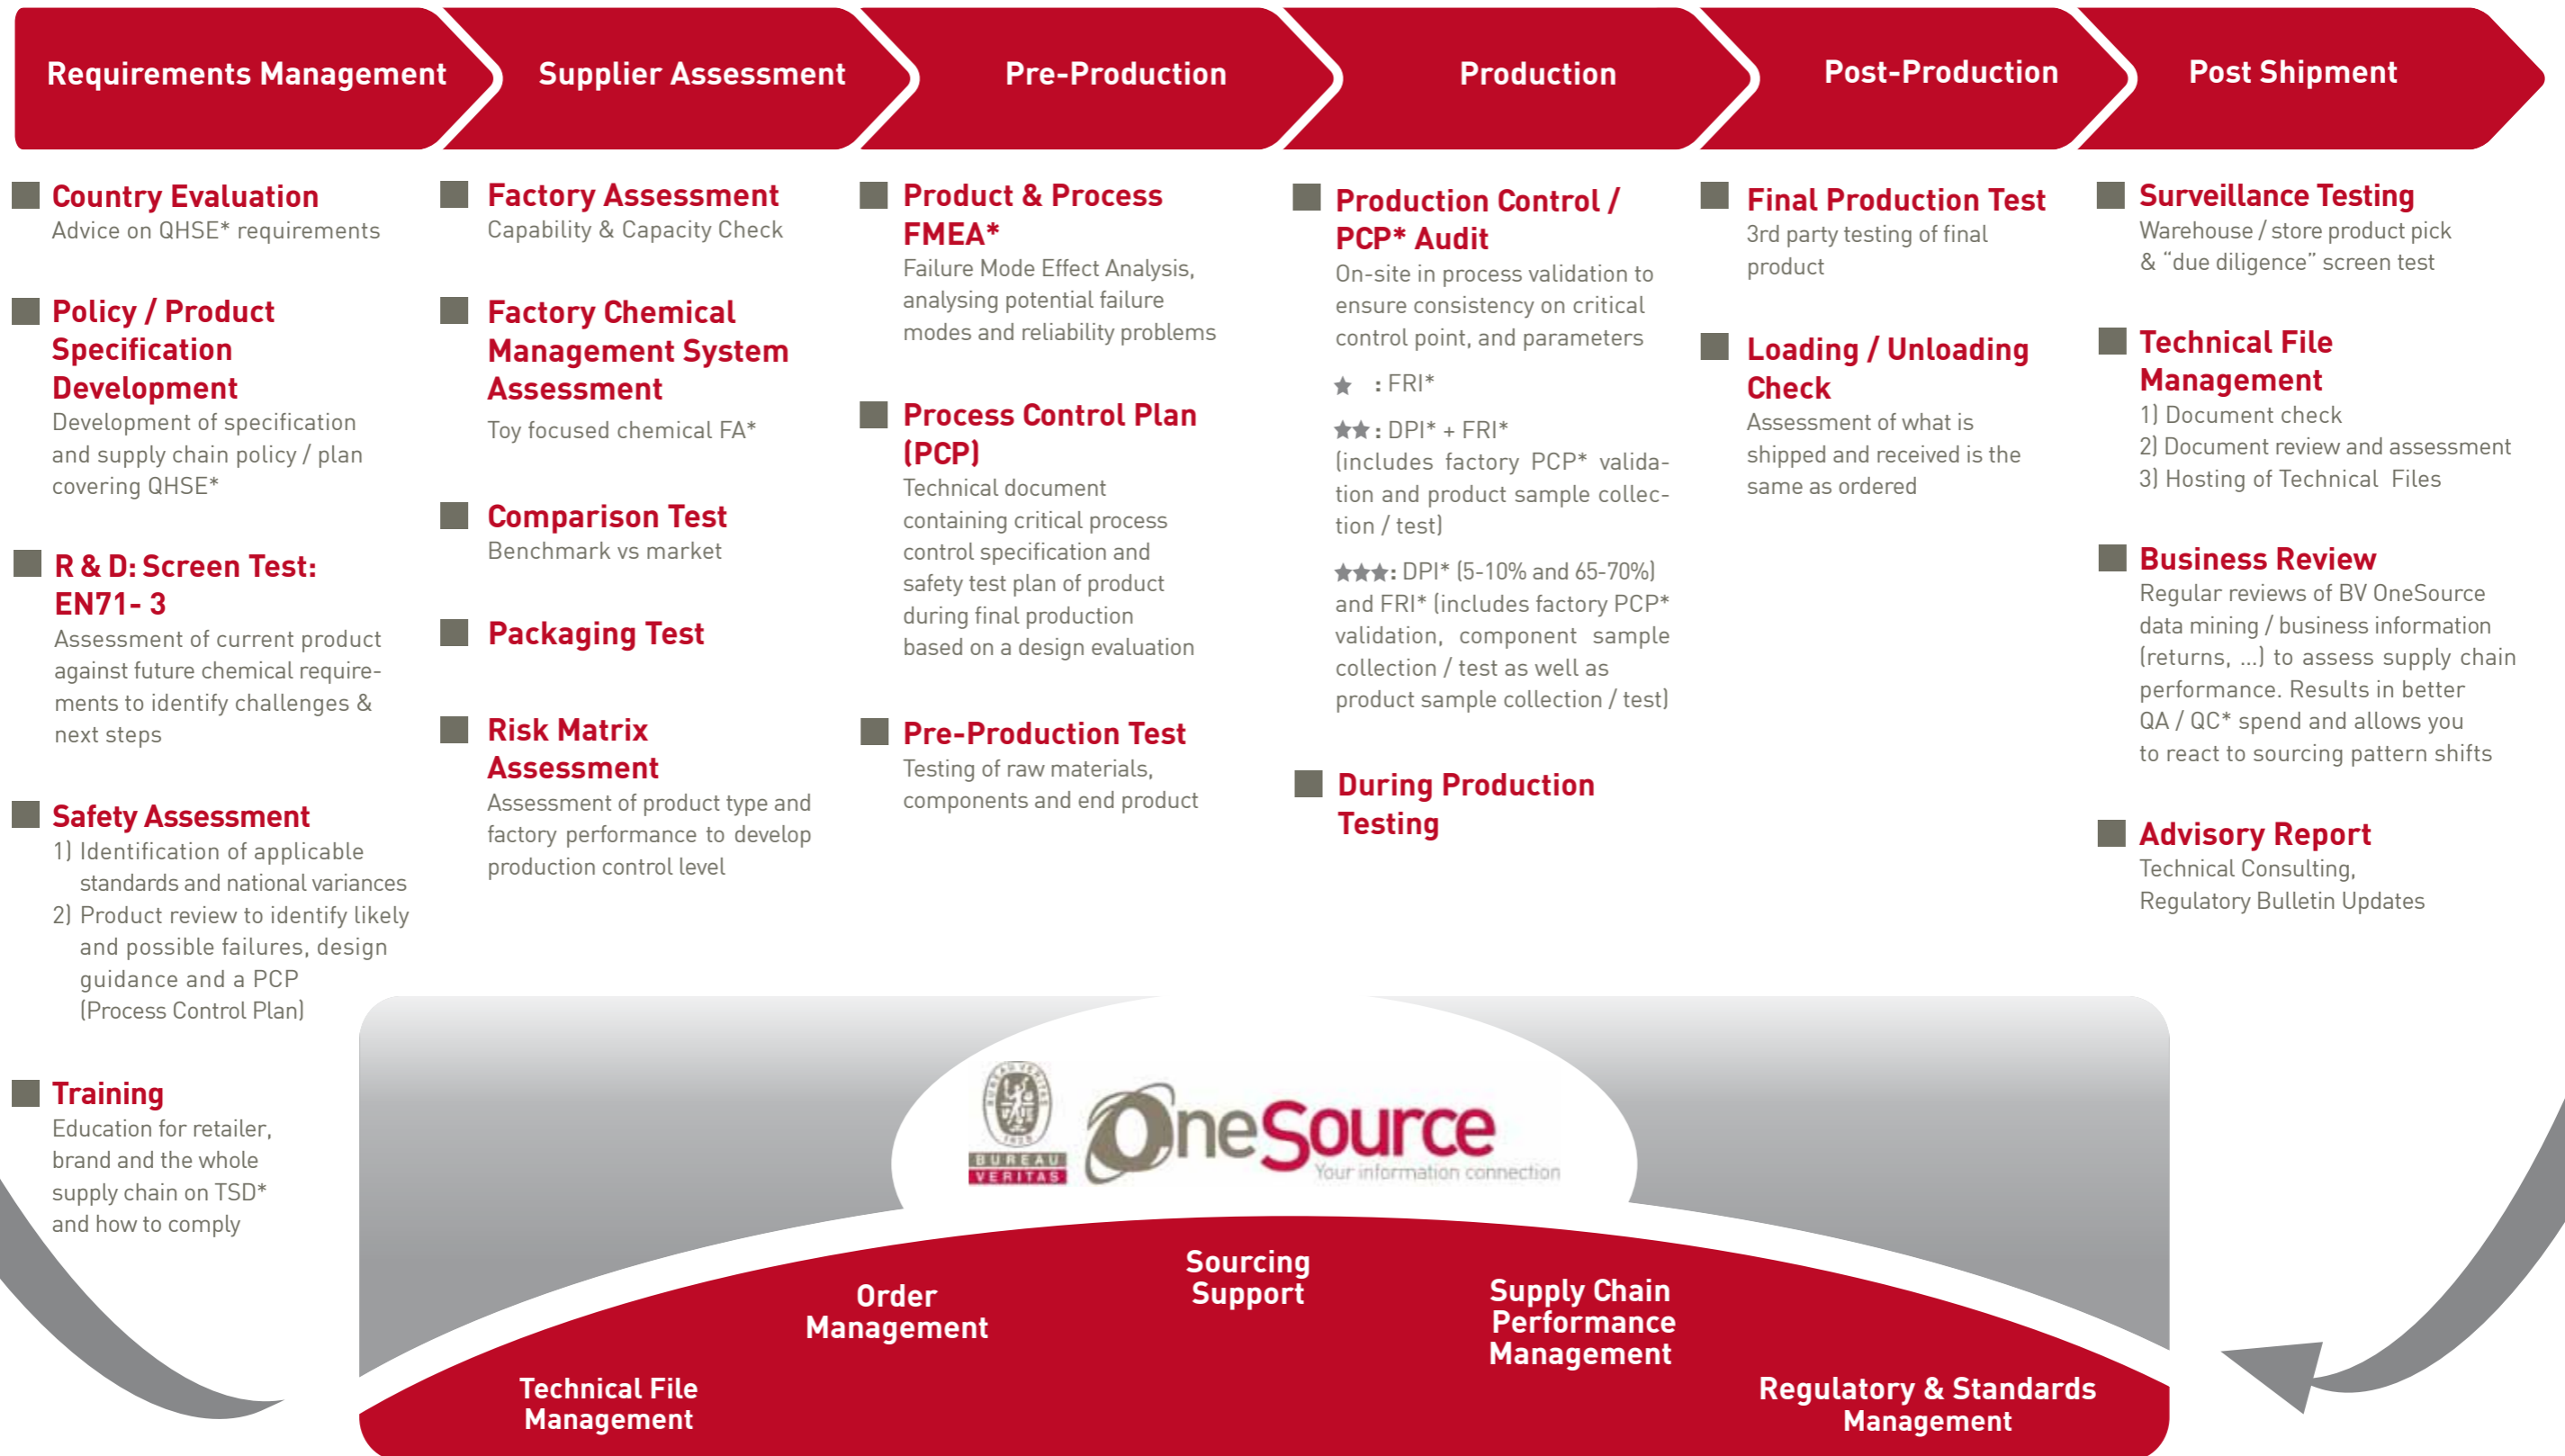 Requirements Management
Supplier Assessment
Pre-Production
Production
Post-Production
Post Shipment
Country Evaluation
Advice on QHSE* requirements
Policy / Product
Specification
Development
Development of specification
and supply chain policy / plan
covering QHSE*
R & D: Screen Test:
EN71- 3
Assessment of current product
against future chemical require-
ments to identify challenges &
next steps
Safety Assessment
1) Identification of applicable
standards and national variances
2) Product review to identify likely
and possible failures, design
guidance and a PCP
(Process Control Plan)
Training
Education for retailer,
brand and the whole
supply chain on TSD*
and how to comply
Factory Assessment
Capability & Capacity Check
Factory Chemical
Management System
Assessment
Toy focused chemical FA*
Comparison Test
Benchmark vs market
Packaging Test
Risk Matrix
Assessment
Assessment of product type and
factory performance to develop
production control level
Product & Process
FMEA*
Failure Mode Effect Analysis,
analysing potential failure
modes and reliability problems
Process Control Plan
(PCP)
Technical document
containing critical process
control specification and
safety test plan of product
during final production
based on a design evaluation
Pre-Production Test
Testing of raw materials,
components and end product
Production Control /
PCP* Audit
On-site in process validation to
ensure consistency on critical
control point, and parameters
★ : FRI*
★★ : DPI* + FRI*
(includes factory PCP* valida-
tion and product sample collec-
tion / test)
★★★: DPI* (5-10% and 65-70%)
and FRI* (includes factory PCP*
validation, component sample
collection / test as well as
product sample collection / test)
During Production
Testing
Final Production Test
3rd party testing of final
product
Loading / Unloading
Check
Assessment of what is
shipped and received is the
same as ordered
Surveillance Testing
Warehouse / store product pick
& “due diligence” screen test
Technical File
Management
1) Document check
2) Document review and assessment
3) Hosting of Technical Files
Business Review
Regular reviews of BV OneSource
data mining / business information
(returns, ...) to assess supply chain
performance. Results in better
QA / QC* spend and allows you
to react to sourcing pattern shifts
Advisory Report
Technical Consulting,
Regulatory Bulletin Updates
BUREAU VERITAS
1828
BUREAU
VERITAS
OneSource
Your information connection
Technical File
Management
Order
Management
Sourcing
Support
Supply Chain
Performance
Management
Regulatory & Standards
Management